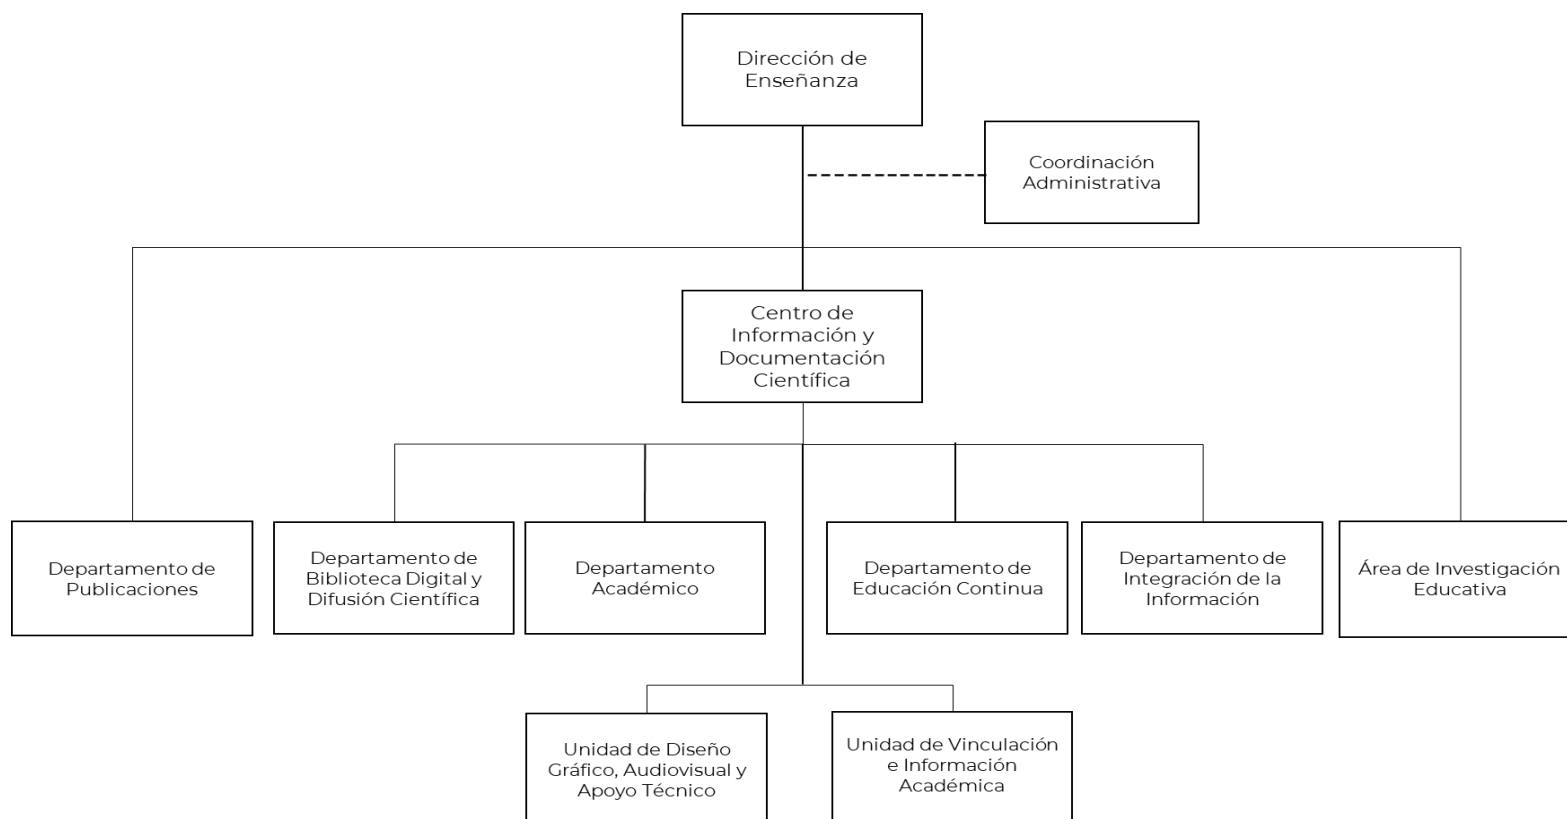 Dirección de
Enseñanza
Coordinación
Administrativa
Centro de
Información y
Documentación
Científica
Departamento de
Publicaciones
Departamento de
Biblioteca Digital y
Difusión Científica
Departamento
Académico
Departamento de
Educación Continua
Departamento de
Integración de la
Información
Área de Investigación
Educativa
Unidad de Diseño
Gráfico, Audiovisual y
Apoyo Técnico
Unidad de Vinculación
e Información
Académica